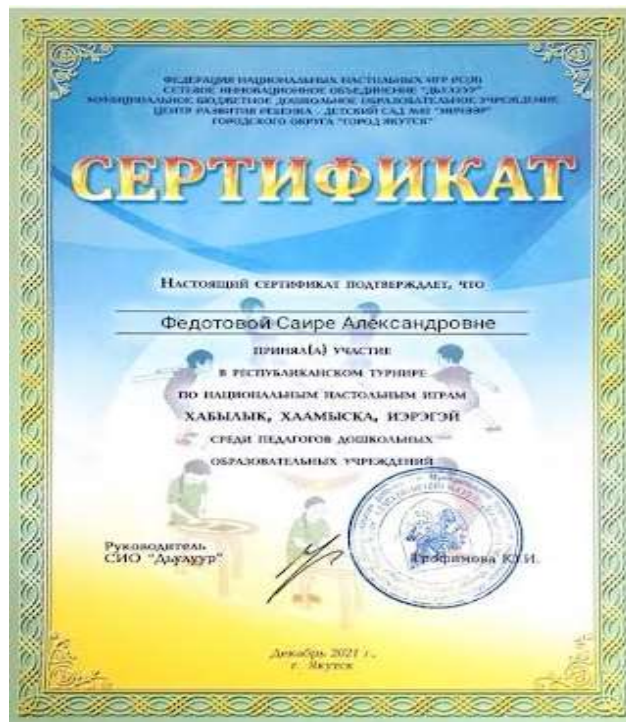 ФЕДЕРАЦИЯ НАЦИОНАЛЬНЫХ НАСТОЛЬНЫХ ИГР РС(Я)
СЕТЕВОЕ ИННОВАЦИОННОЕ ОБЪЕДИНЕНИЕ "ДЬУЛУУР"
МУНИЦИПАЛЬНОЕ БЮДЖЕТНОЕ ДОШКОЛЬНОЕ ОБРАЗОВАТЕЛЬНОЕ УЧРЕЖДЕНИЕ
ЦЕНТР РАЗВИТИЯ РЕБЕНКА - ДЕТСКИЙ САД
ГОРОДСКОГО ОКРУГА "ГОРОД ЯКУТСК"
СЕРТИФИКАТ
НАСТОЯЩИЙ СЕРТИФИКАТ ПОДТВЕРЖДАЕТ, ЧТО
Федотовой Саире Александровне
ПРИНЯЛ(А) УЧАСТИЕ
В РЕСПУБЛИКАНСКОМ ТУРНИРЕ
ПО НАЦИОНАЛЬНЫМ НАСТОЛЬНЫМ ИГРАМ
ХАБЫЛЫК, ХААМЫСКА, ИЭРЭГЭЙ
СРЕДИ ПЕДАГОГОВ ДОШКОЛЬНЫХ
ОБРАЗОВАТЕЛЬНЫХ УЧРЕЖДЕНИЙ
Руководитель
СИО "Дьулуур"
Трофимова К.И.
Декабрь 2021 г.,
г. Якутск